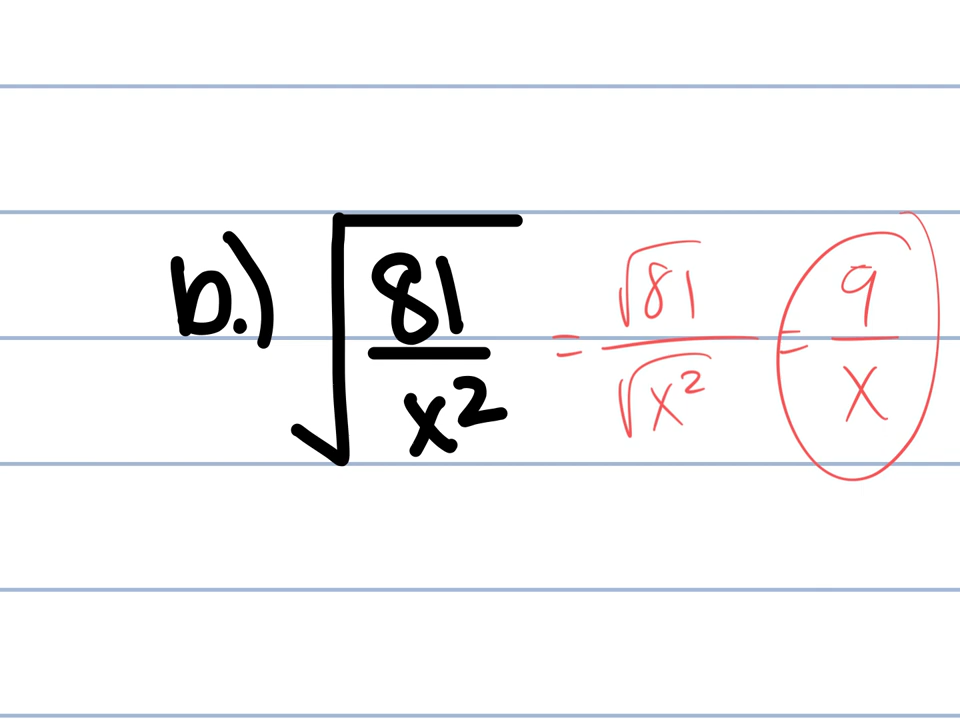 b.) √(81/x²) = √81/√x² = 9/x